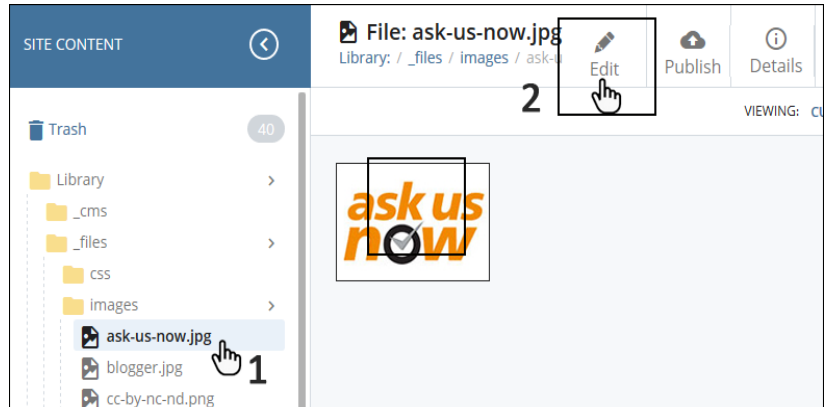 SITE CONTENT
Trash
40
Library
_cms
_files
css
images
ask-us-now.jpg
1
blogger.jpg
cc-by-nc-nd.png
File: ask-us-now.jpg
Library: / _files / images / ask-u
2
Edit
Publish
Details
VIEWING:
ask us
now